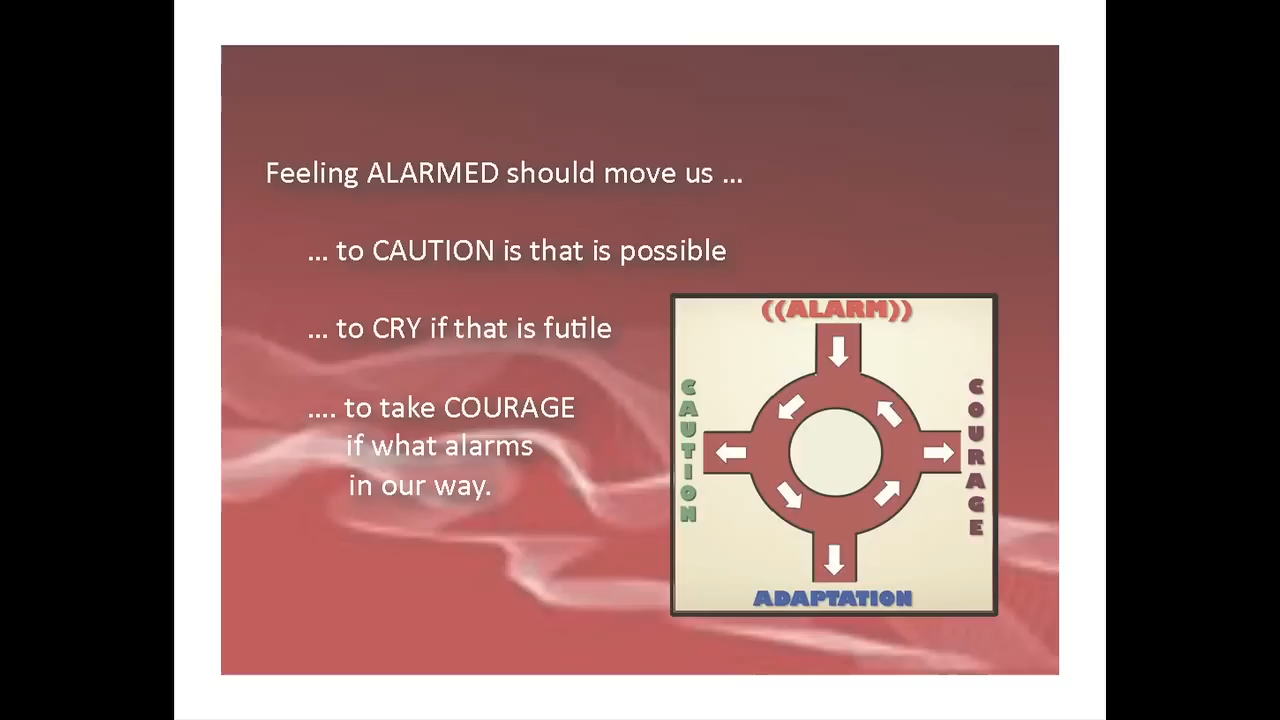 Feeling ALARMED should move us ...
... to CAUTION is that is possible
... to CRY if that is futile
.... to take COURAGE
if what alarms
in our way.
((ALARM))
CAUTION
COURAGE
ADAPTATION